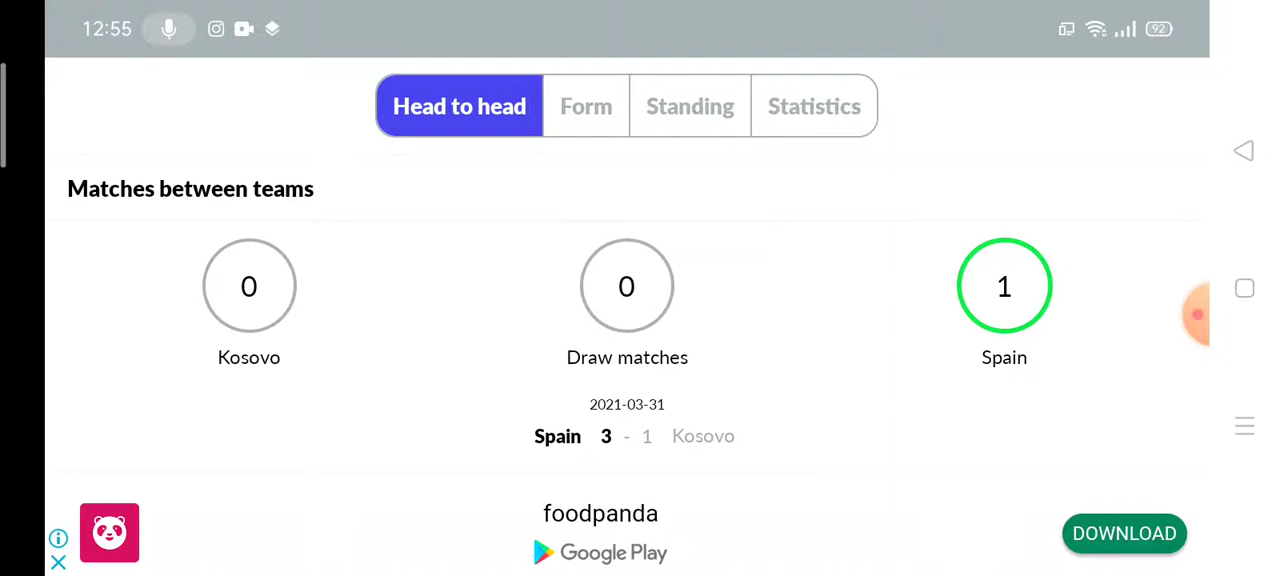 12:55 92
Head to head Form Standing Statistics
Matches between teams
0 0 1
Kosovo Draw matches Spain
2021-03-31
Spain 3 - 1 Kosovo
foodpanda
Google Play
DOWNLOAD